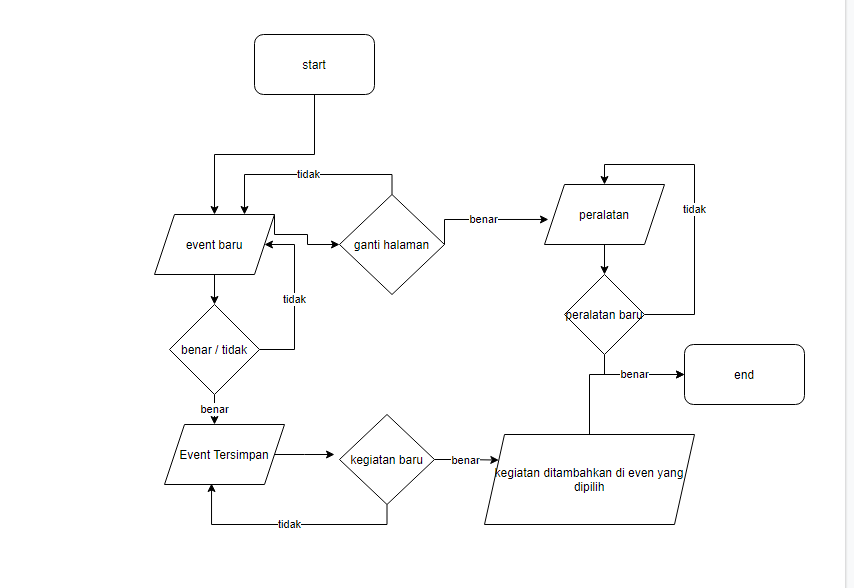 start
tidak
event baru
ganti halaman
benar
peralatan
tidak
tidak
peralatan baru
benar / tidak
benar
end
benar
Event Tersimpan
kegiatan baru
benar
kegiatan ditambahkan di even yang
dipilih
tidak